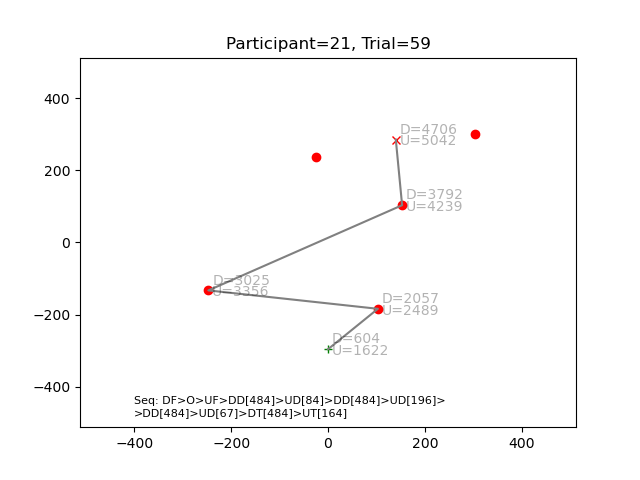 Participant=21, Trial=59
400
200
0
−200
−400
D=4706
U=5042
D=3792
U=4239
D=3025
U=3356
D=2057
U=2489
D=604
U=1622
Seq: DF>O>UF>DD[484]>UD[84]>DD[484]>UD[196]>
>DD[484]>UD[67]>DT[484]>UT[164]
−400 −200 0 200 400